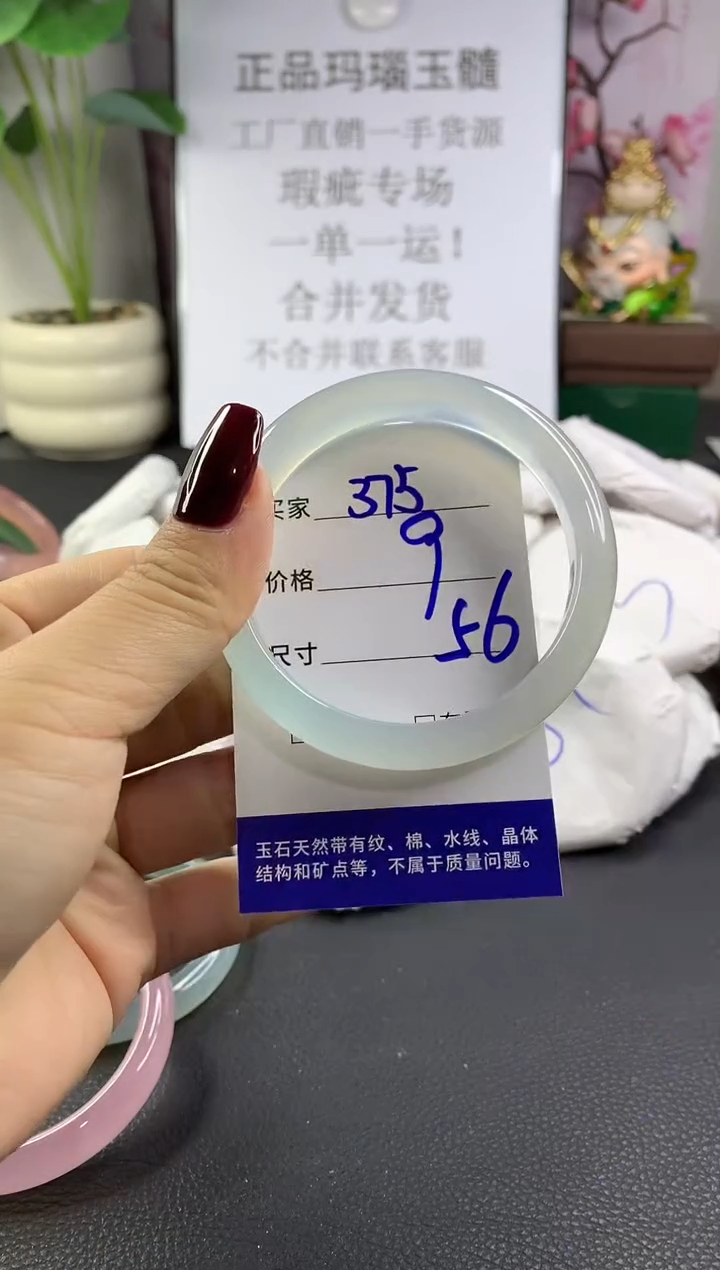 正品玛瑙玉髓
工厂直销一手货源
瑕疵专场
一单一运！
合并发货
不合并联系客服
买家 375
价格 9
尺寸 56
玉石天然带有纹、棉、水线、晶体
结构和矿点等，不属于质量问题。